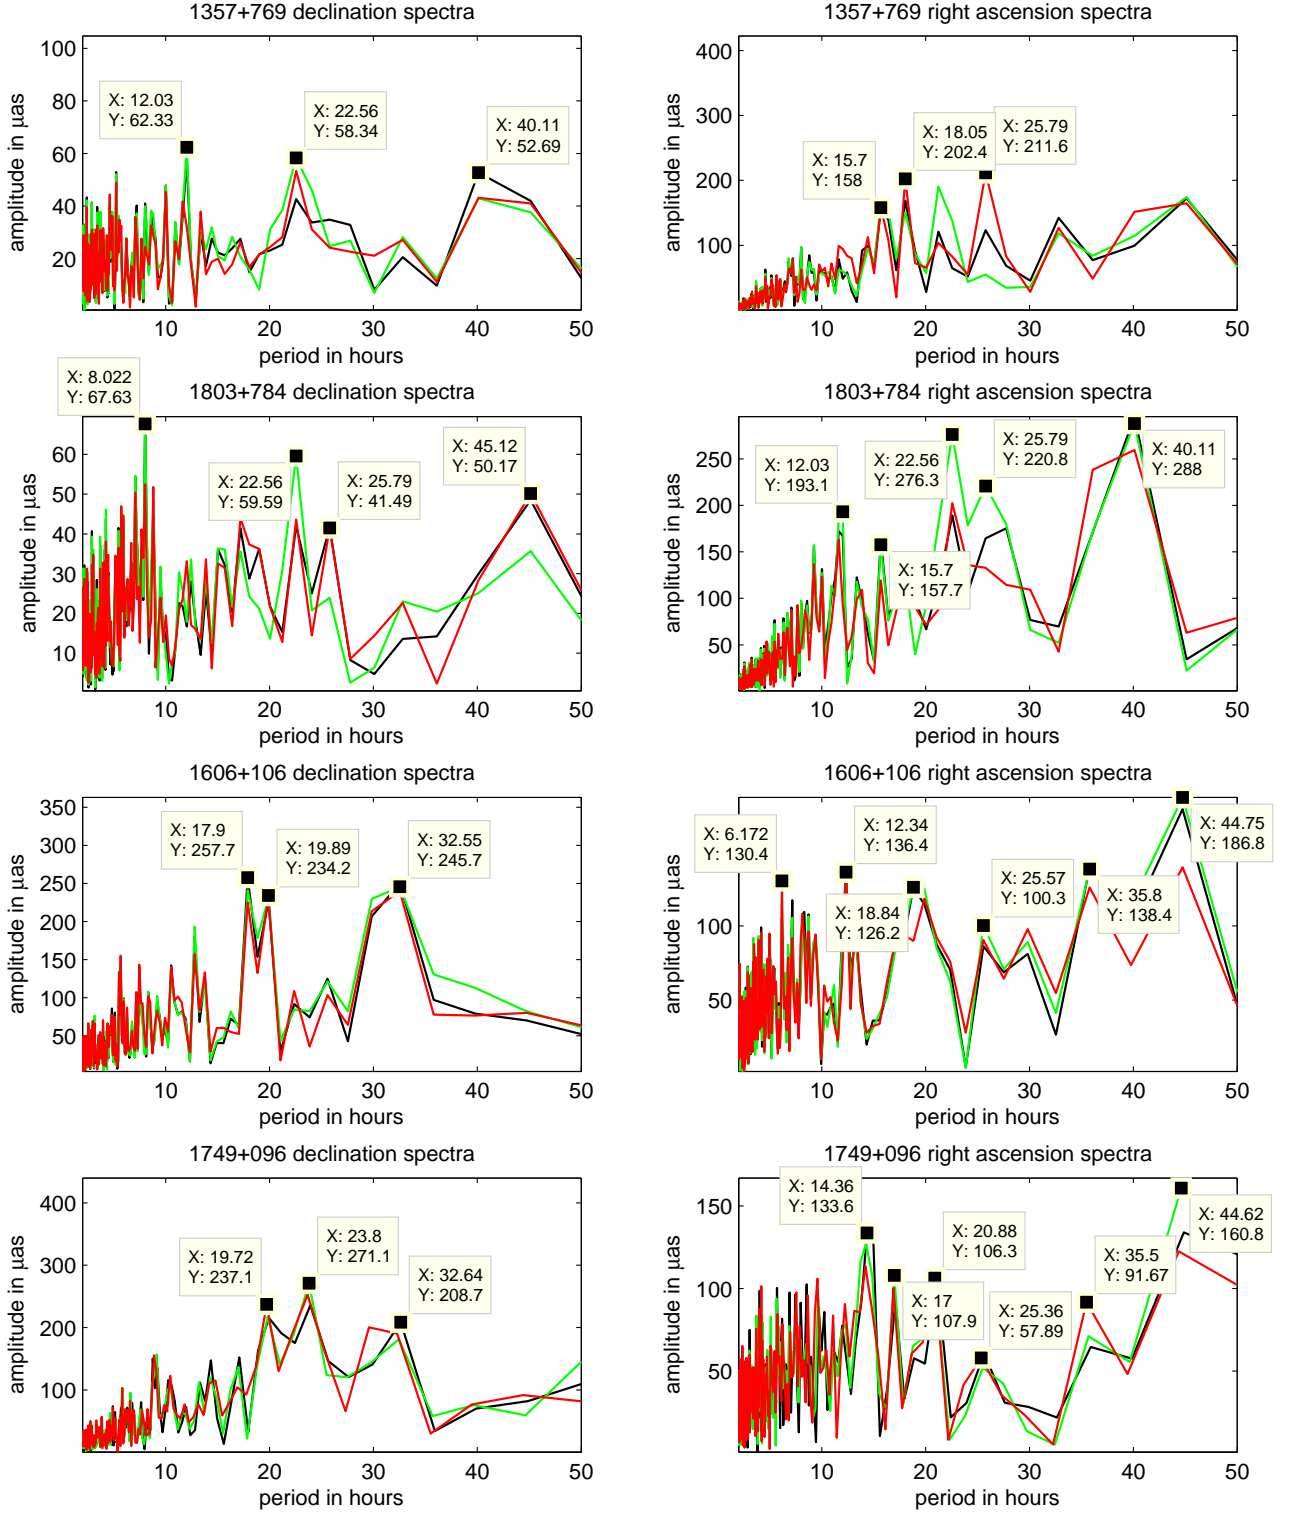 1357+769 declination spectra
100
80
60
40
20
X: 12.03
Y: 62.33
X: 22.56
Y: 58.34
X: 40.11
Y: 52.69
amplitude in µas
10
20
30
40
50
period in hours
1357+769 right ascension spectra
400
300
200
100
X: 15.7
Y: 158
X: 18.05
Y: 202.4
X: 25.79
Y: 211.6
amplitude in µas
10
20
30
40
50
period in hours
1803+784 declination spectra
X: 8.022
Y: 67.63
60
50
40
30
20
10
X: 22.56
Y: 59.59
X: 25.79
Y: 41.49
X: 45.12
Y: 50.17
amplitude in µas
10
20
30
40
50
period in hours
1803+784 right ascension spectra
250
200
150
100
50
X: 12.03
Y: 193.1
X: 22.56
Y: 276.3
X: 25.79
Y: 220.8
X: 40.11
Y: 288
X: 15.7
Y: 157.7
amplitude in µas
10
20
30
40
50
period in hours
1606+106 declination spectra
350
300
250
200
150
100
50
X: 17.9
Y: 257.7
X: 19.89
Y: 234.2
X: 32.55
Y: 245.7
amplitude in µas
10
20
30
40
50
period in hours
1606+106 right ascension spectra
100
50
X: 6.172
Y: 130.4
X: 12.34
Y: 136.4
X: 18.84
Y: 126.2
X: 25.57
Y: 100.3
X: 35.8
Y: 138.4
X: 44.75
Y: 186.8
amplitude in µas
10
20
30
40
50
period in hours
1749+096 declination spectra
400
300
200
100
X: 19.72
Y: 237.1
X: 23.8
Y: 271.1
X: 32.64
Y: 208.7
amplitude in µas
10
20
30
40
50
period in hours
1749+096 right ascension spectra
150
100
50
X: 14.36
Y: 133.6
X: 20.88
Y: 106.3
X: 17
Y: 107.9
X: 25.36
Y: 57.89
X: 35.5
Y: 91.67
X: 44.62
Y: 160.8
amplitude in µas
10
20
30
40
50
period in hours